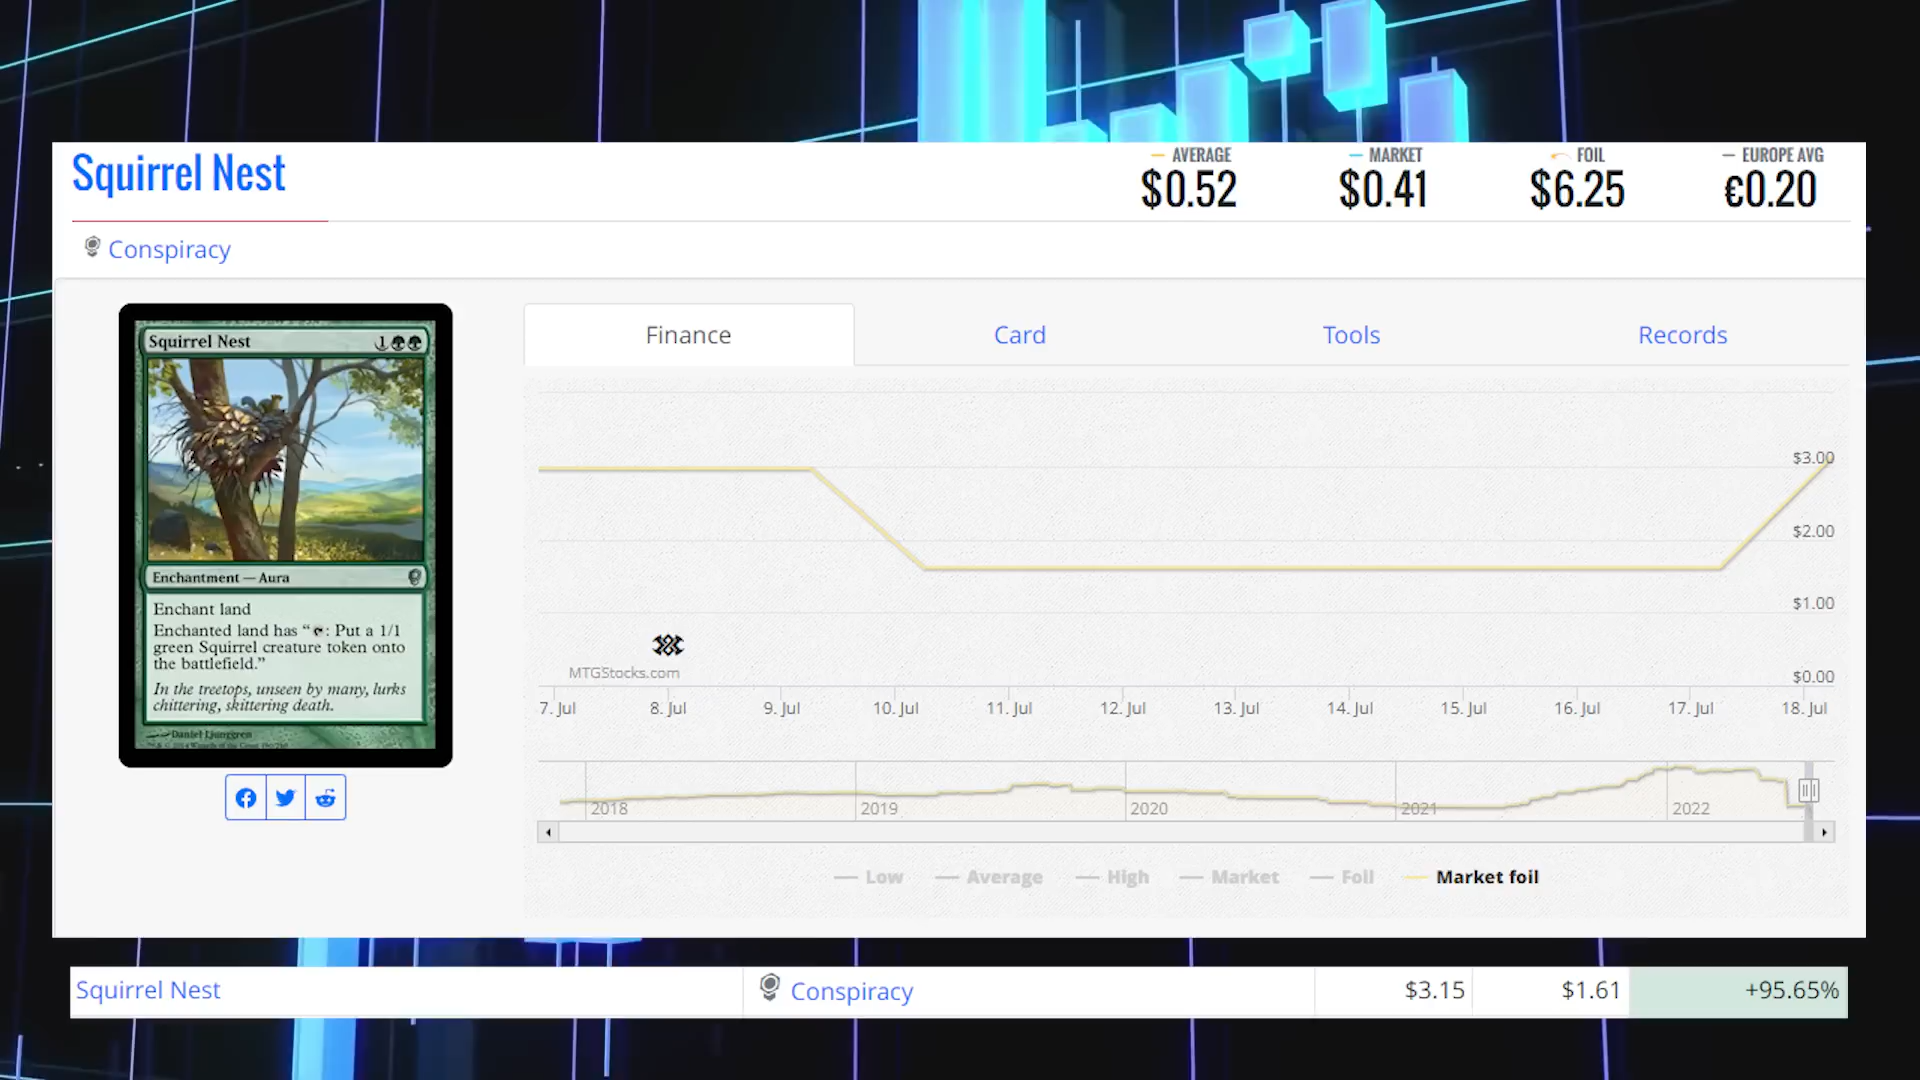 Squirrel Nest
AVERAGE
$0.52
MARKET
$0.41
FOIL
$6.25
EUROPE AVG
€0.20
Conspiracy
Squirrel Nest 1
Enchantment — Aura
Enchant land
Enchanted land has “ : Put a 1/1
green Squirrel creature token onto
the battlefield.”
In the treetops, unseen by many, lurks
chittering, skittering death.
Daniel Ljunggren
Finance
Card
Tools
Records
$3.00
$2.00
$1.00
$0.00
MTGStocks.com
7. Jul 8. Jul 9. Jul 10. Jul 11. Jul 12. Jul 13. Jul 14. Jul 15. Jul 16. Jul 17. Jul 18. Jul
2018 2019 2020 2021 2022
Low Average High Market Foil Market foil
Squirrel Nest Conspiracy $3.15 $1.61 +95.65%